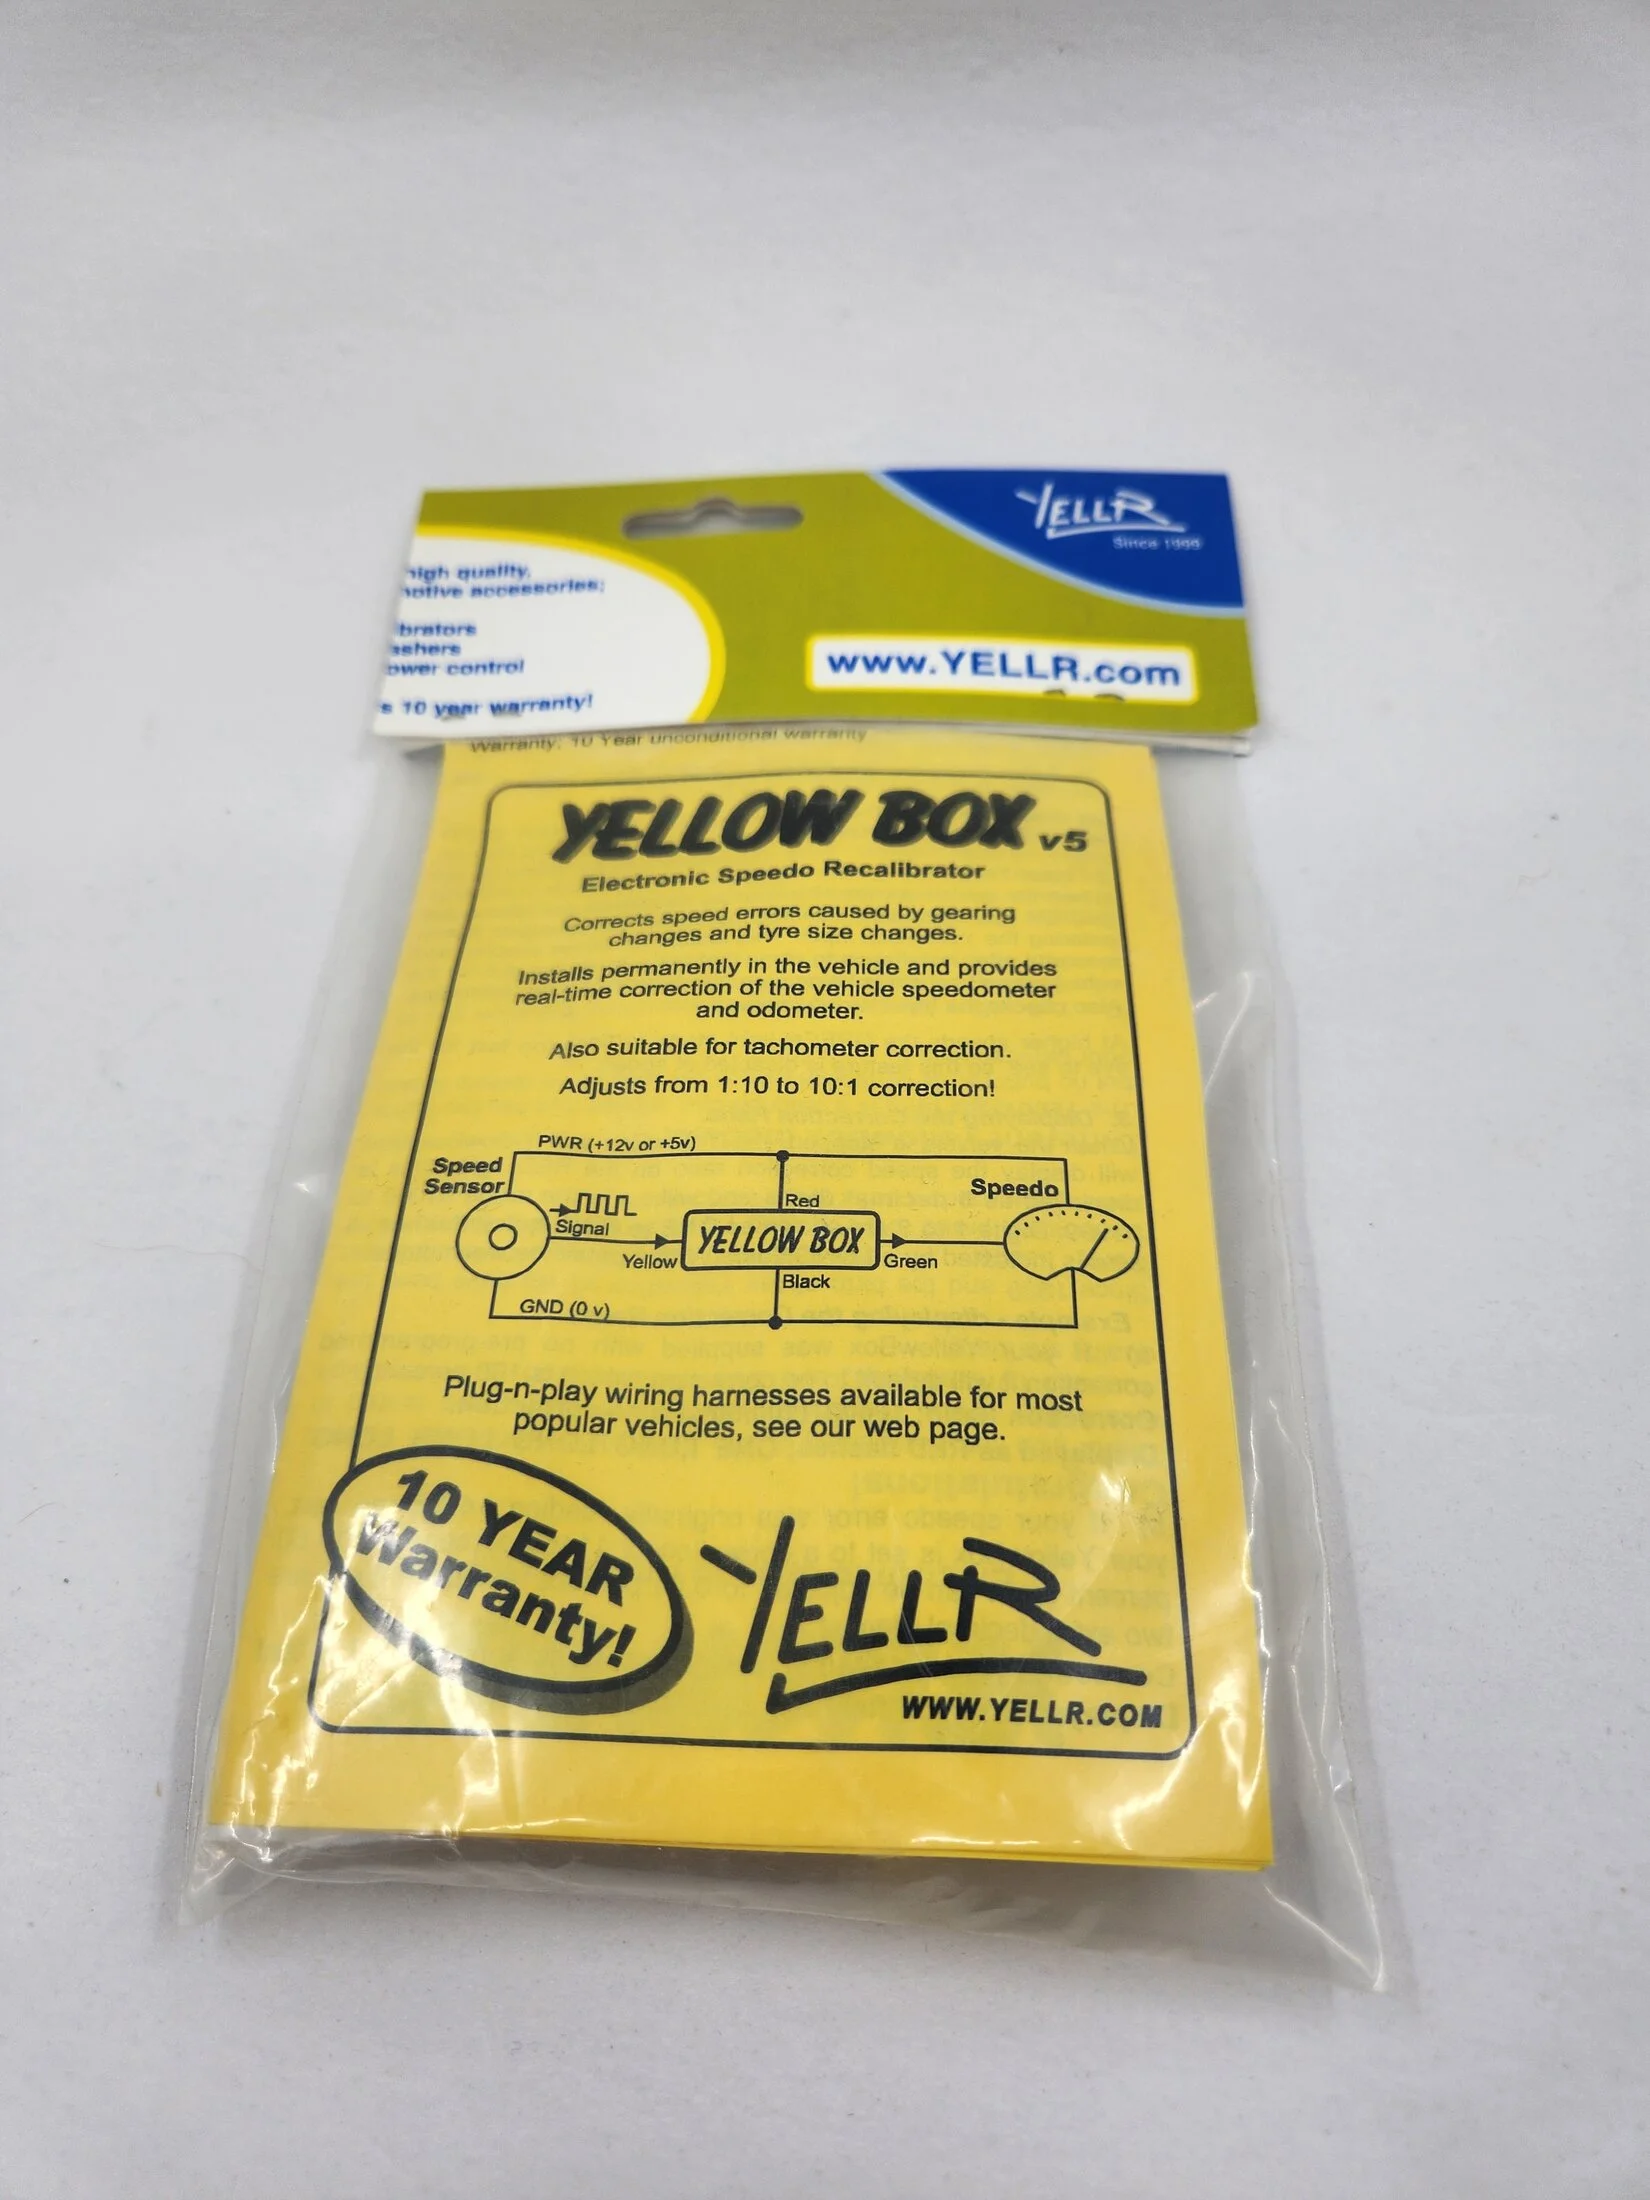 YELLR
Since 1999
high quality,
accessories;
power control
10 year warranty!
www.YELLR.com
Warranty: 10 Year unconditional warranty
YELLOW BOX v5
Electronic Speedo Recalibrator
Corrects speed errors caused by gearing
changes and tyre size changes.
Installs permanently in the vehicle and provides
real-time correction of the vehicle speedometer
and odometer.
Also suitable for tachometer correction.
Adjusts from 1:10 to 10:1 correction!
PWR (+12v or +5v)
Speed
Sensor
Signal
Yellow
Red
YELLOW BOX
Black
Green
Speedo
GND (0 v)
Plug-n-play wiring harnesses available for most
popular vehicles, see our web page.
10 YEAR
Warranty!
YELLR
WWW.YELLR.COM